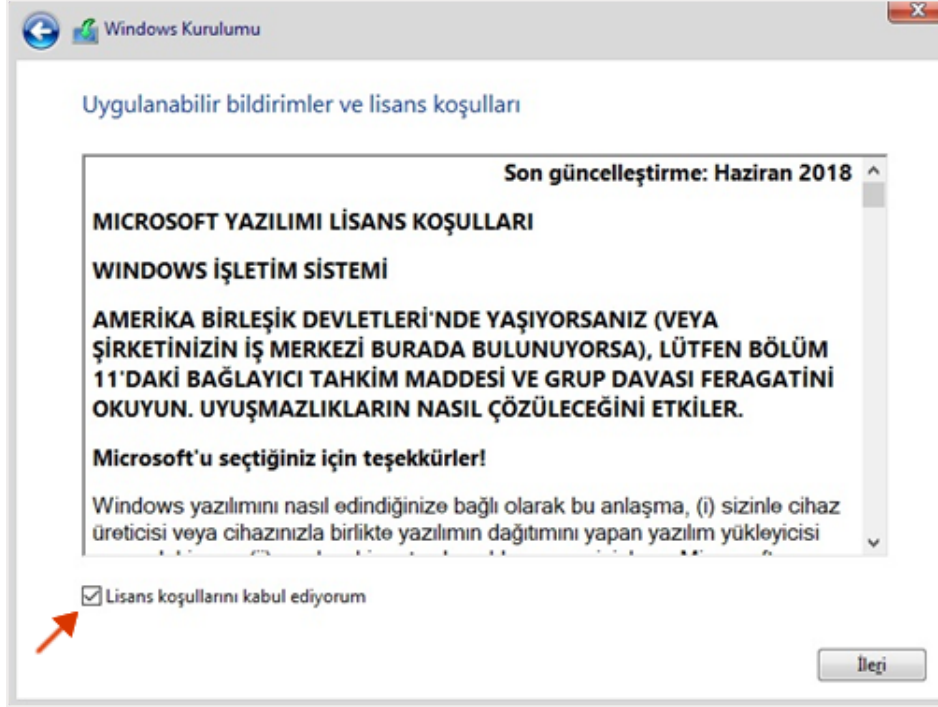 Windows Kurulumu
Uygulanabilir bildirimler ve lisans koşulları
Son güncelleştirme: Haziran 2018
MICROSOFT YAZILIMI LİSANS KOŞULLARI
WINDOWS İŞLETİM SİSTEMİ
AMERİKA BİRLEŞİK DEVLETLERİ'NDE YAŞIYORSANIZ (VEYA
ŞİRKETİNİZİN İŞ MERKEZİ BURADA BULUNUYORSA), LÜTFEN BÖLÜM
11'DAKİ BAĞLAYICI TAHKİM MADDESİ VE GRUP DAVASI FERAGATİNİ
OKUYUN. UYUŞMAZLIKLARIN NASIL ÇÖZÜLECEĞİNİ ETKİLER.
Microsoft'u seçtiğiniz için teşekkürler!
Windows yazılımını nasıl edindiğinize bağlı olarak bu anlaşma, (i) sizinle cihaz
üreticisi veya cihazınızla birlikte yazılımın dağıtımını yapan yazılım yükleyicisi
Lisans koşullarını kabul ediyorum
İleri